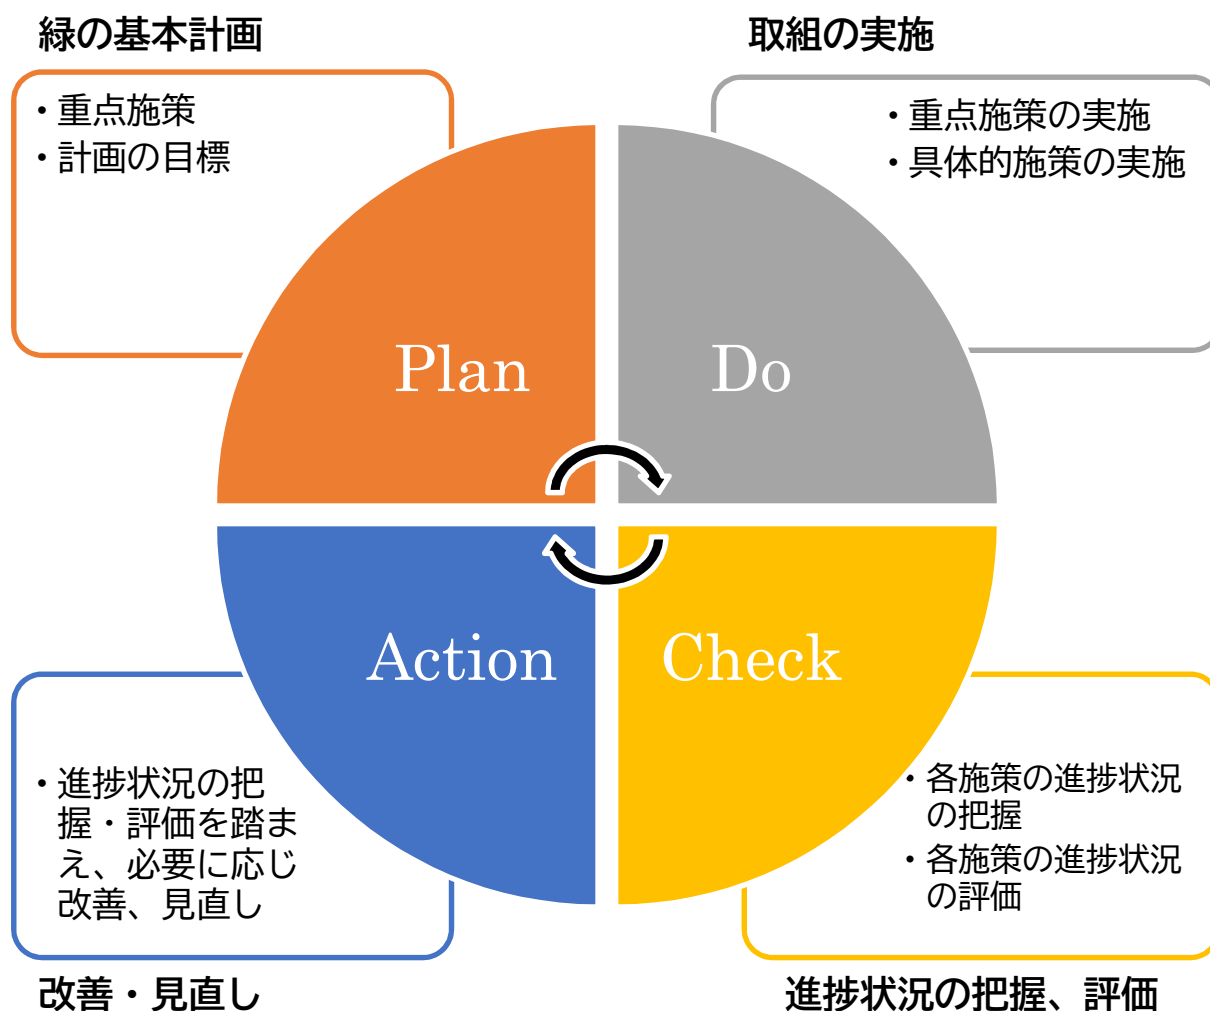 緑の基本計画
・重点施策
・計画の目標
Plan
取組の実施
・重点施策の実施
・具体的施策の実施
Do
Check
・各施策の進捗状況
の把握
・各施策の進捗状況
の評価
進捗状況の把握、評価
Action
・進捗状況の把
握・評価を踏ま
え、必要に応じ
改善、見直し
改善・見直し